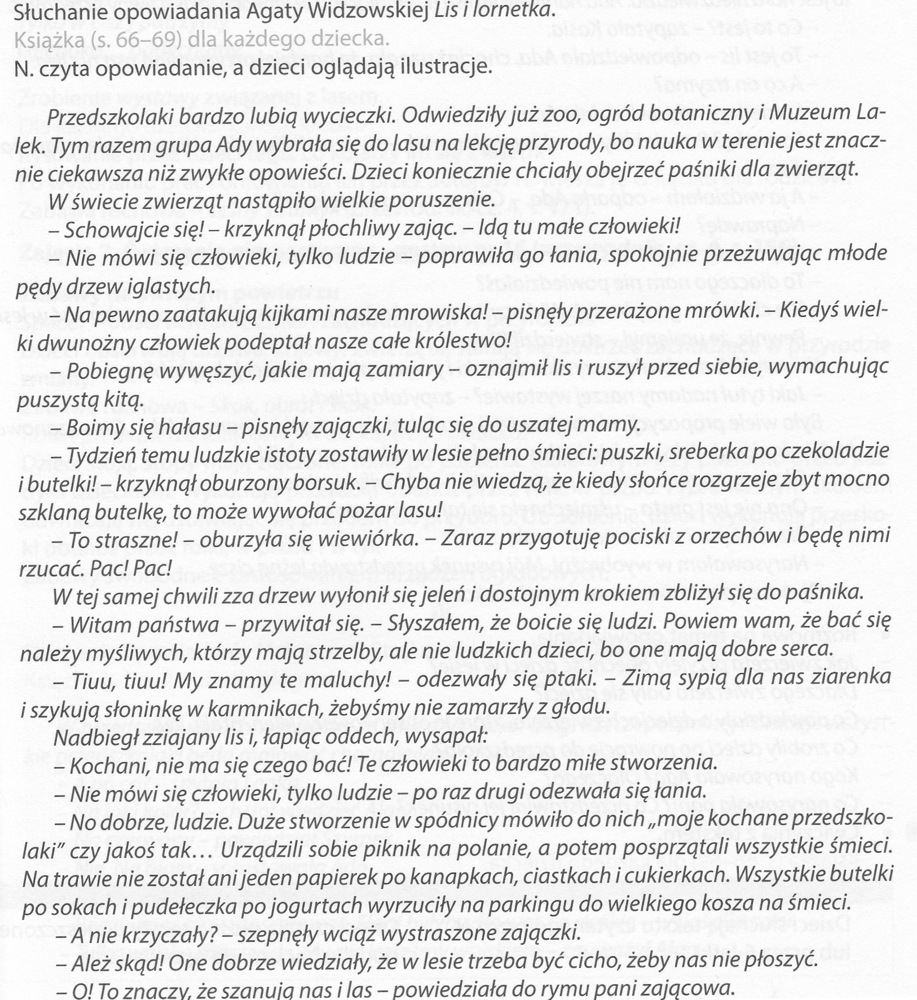 Słuchanie opowiadania Agaty Widzowskiej Lis i lornetka.
Książka (s. 66–69) dla każdego dziecka.
N. czyta opowiadanie, a dzieci oglądają ilustracje.
Przedszkolaki bardzo lubią wycieczki. Odwiedziły już zoo, ogród botaniczny i Muzeum La-
lek. Tym razem grupa Ady wybrała się do lasu na lekcję przyrody, bo nauka w terenie jest znacz-
nie ciekawsza niż zwykłe opowieści. Dzieci koniecznie chciały obejrzeć paśniki dla zwierząt.
W świecie zwierząt nastąpiło wielkie poruszenie.
– Schowajcie się! – krzyknął płochliwy zając. – Idą tu małe człowieki!
– Nie mówi się człowieki, tylko ludzie – poprawiła go łania, spokojnie przeżuwając młode
pędy drzew iglastych.
– Na pewno zaatakują kijkami nasze mrowiska! – pisnęły przerażone mrówki. – Kiedyś wiel-
ki dwunożny człowiek podeptał nasze całe królestwo!
– Pobiegnę wywęszyć, jakie mają zamiary – oznajmił lis i ruszył przed siebie, wymachując
puszystą kitą.
– Boimy się hałasu – pisnęły zajączki, tuląc się do uszatej mamy.
– Tydzień temu ludzkie istoty zostawiły w lesie pełno śmieci: puszki, sreberka po czekoladzie
i butelki! – krzyknął oburzony borsuk. – Chyba nie wiedzą, że kiedy słońce rozgrzeje zbyt mocno
szklaną butelkę, to może wywołać pożar lasu!
– To straszne! – oburzyła się wiewiórka. – Zaraz przygotuję pociski z orzechów i będę nimi
rzucać. Pac! Pac!
W tej samej chwili zza drzew wyłonił się jeleń i dostojnym krokiem zbliżył się do paśnika.
– Witam państwa – przywitał się. – Słyszałem, że boicie się ludzi. Powiem wam, że bać się
należy myśliwych, którzy mają strzelby, ale nie ludzkich dzieci, bo one mają dobre serca.
– Tiuu, tiuu! My znamy te maluchy! – odezwały się ptaki. – Zimą sypią dla nas ziarenka
i szykują słoninkę w karmnikach, żebyśmy nie zamarzły z głodu.
Nadbiegł zziajany lis i, łapiąc oddech, wysapał:
– Kochani, nie ma się czego bać! Te człowieki to bardzo miłe stworzenia.
– Nie mówi się człowieki, tylko ludzie – po raz drugi odezwała się łania.
– No dobrze, ludzie. Duże stworzenie w spódnicy mówiło do nich „moje kochane przedszko-
laki” czy jakoś tak… Urządzili sobie piknik na polanie, a potem posprzątali wszystkie śmieci.
Na trawie nie został ani jeden papierek po kanapkach, ciastkach i cukierkach. Wszystkie butelki
po sokach i pudełeczka po jogurtach wyrzuciły na parkingu do wielkiego kosza na śmieci.
– A nie krzyczały? – szepnęły wciąż wystraszone zajączki.
– Ależ skąd! One dobrze wiedziały, że w lesie trzeba być cicho, żeby nas nie płoszyć.
– O! To znaczy, że szanują nas i las – powiedziała do rymu pani zającowa.